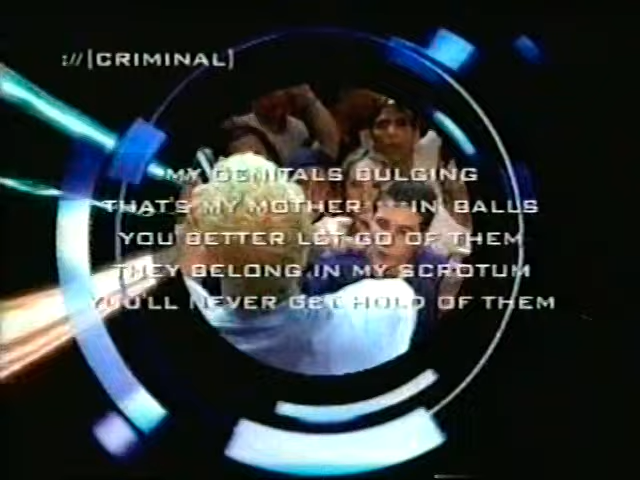 ://[CRIMINAL]
MY GENITALS BULGING
THAT'S MY MOTHER-**IN BALLS
YOU BETTER LET GO OF THEM
THEY BELONG IN MY SCROTUM
YOU'LL NEVER GET HOLD OF THEM